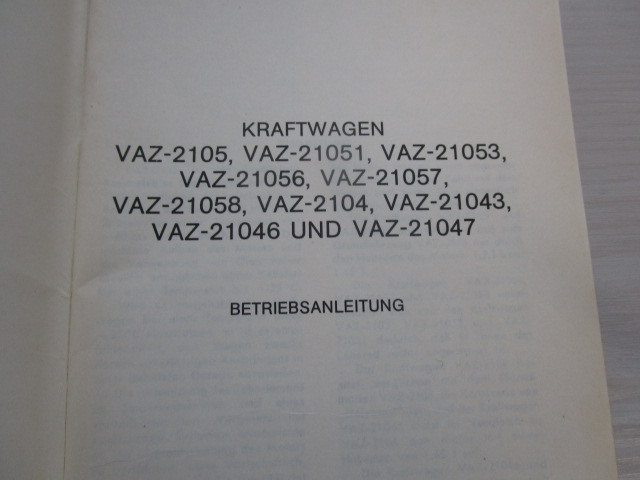 KRAFTWAGEN
VAZ-2105, VAZ-21051, VAZ-21053,
VAZ-21056, VAZ-21057,
VAZ-21058, VAZ-2104, VAZ-21043,
VAZ-21046 UND VAZ-21047
BETRIEBSANLEITUNG